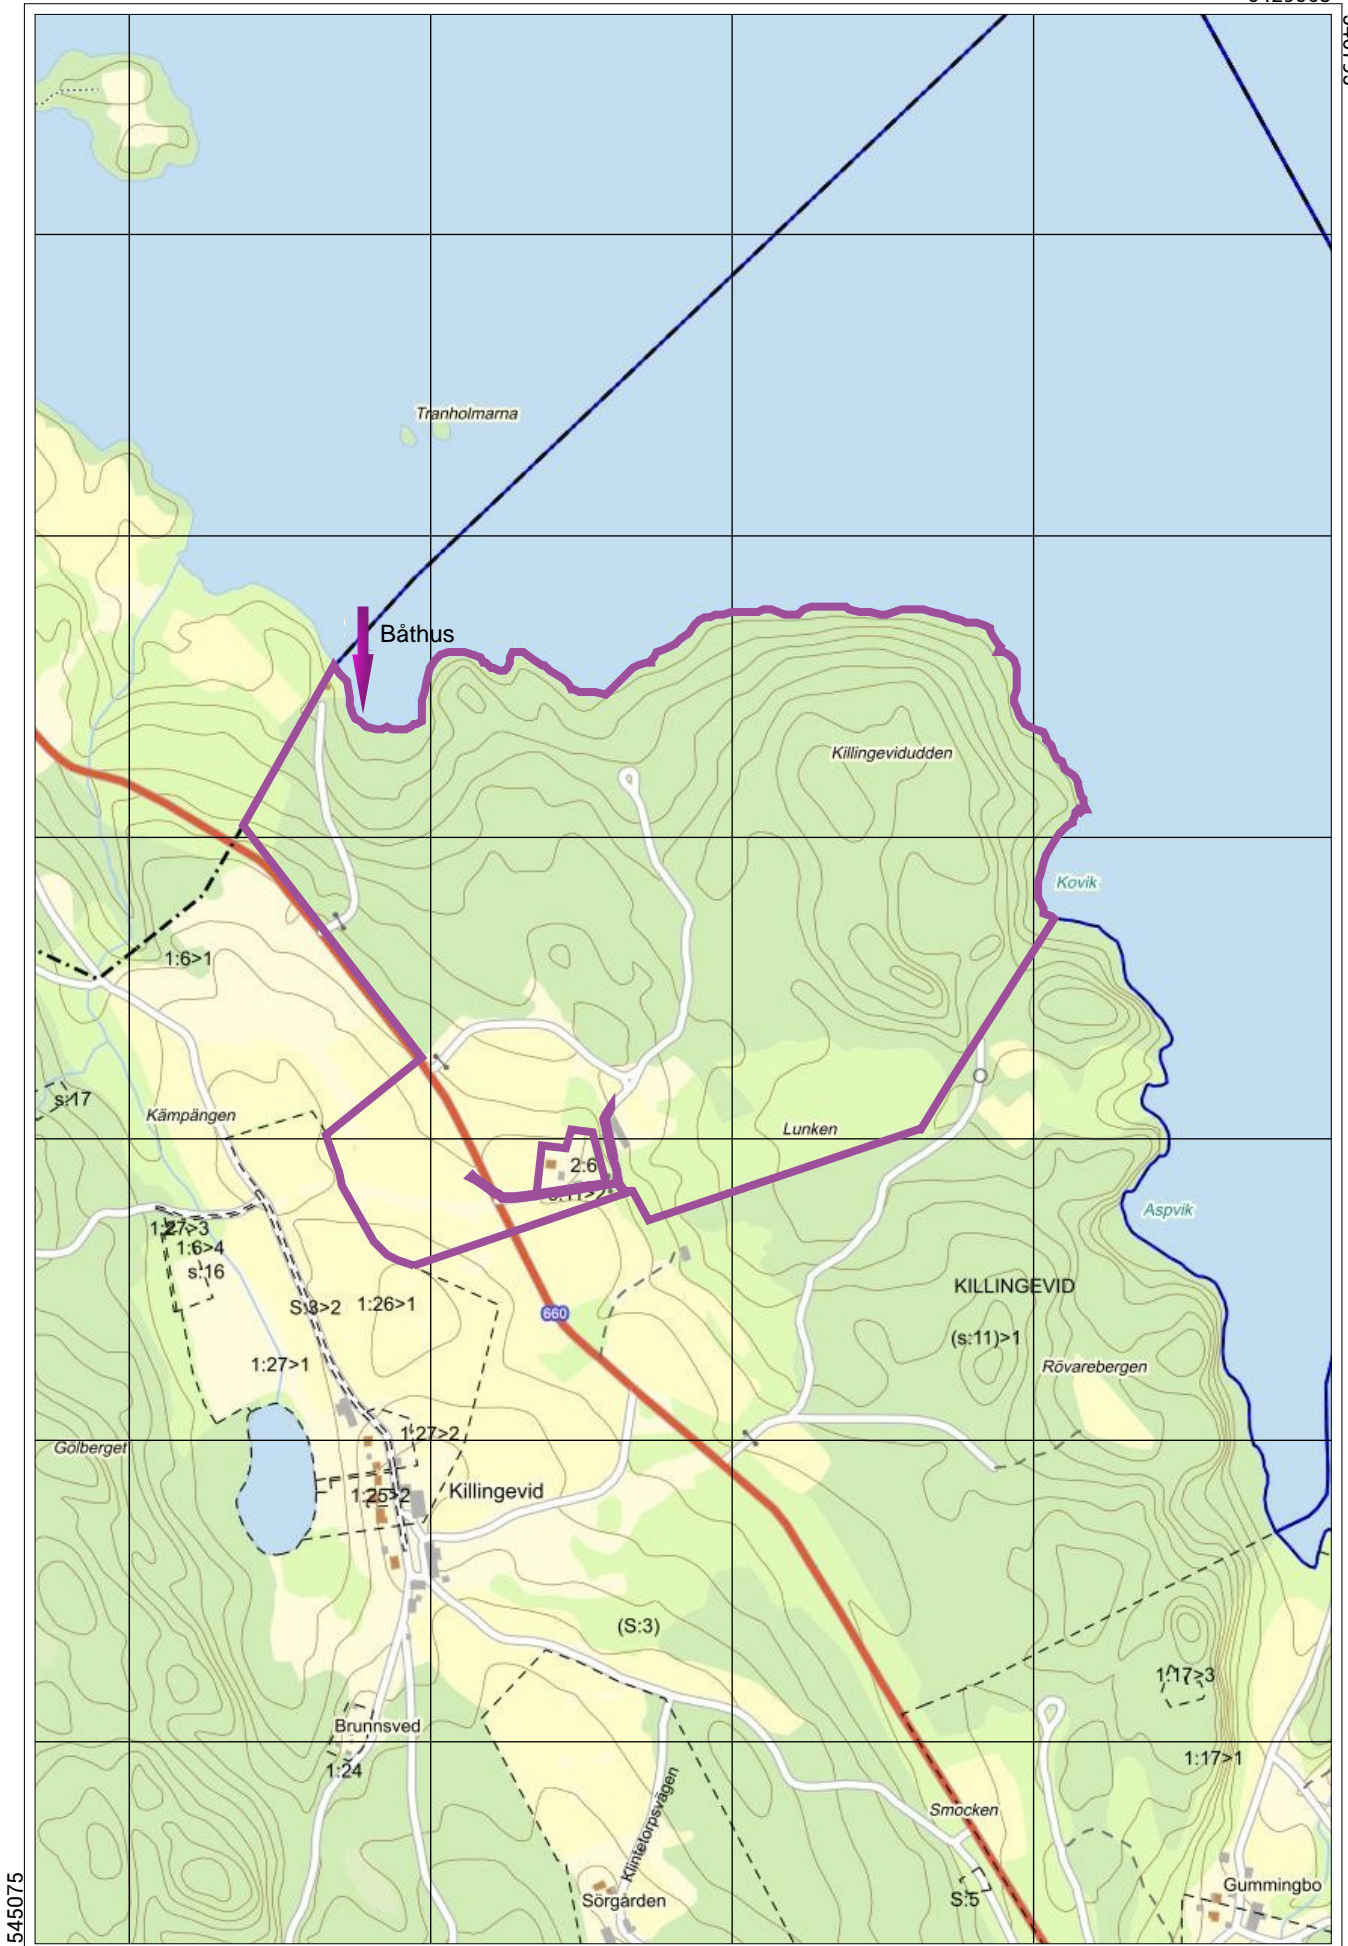 Tranholmarna
Båthus
Killingevidudden
Kovik
1:6>1
s:17
Kämpängen
Lunken
2:6
1:27>3
1:6>4
s:16
Aspvik
S:3>2
1:26>1
660
KILLINGEVID
(s:11)>1
1:27>1
Rövarebergen
1:27>2
Gölberget
1:25>2
Killingevid
(S:3)
1:17>3
Brunnsved
1:24
1:17>1
Klintetorpsvägen
Smocken
Sörgården
S:5
Gummingbo
545075